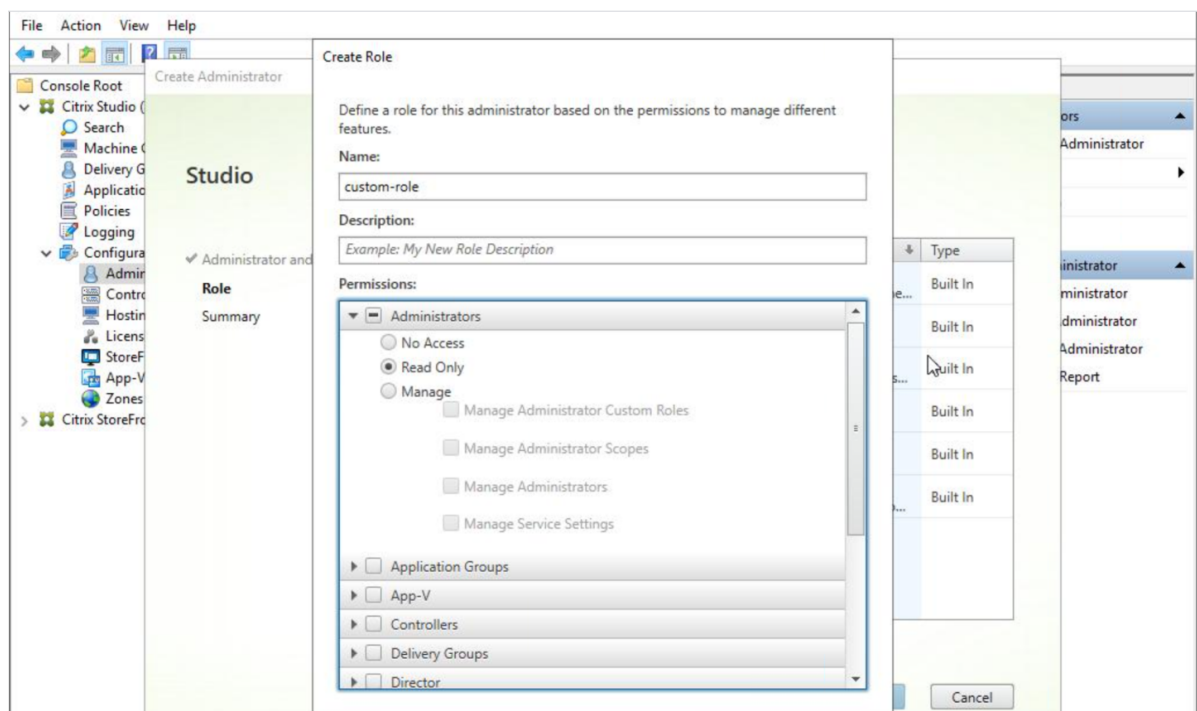 File Action View Help
Create Role
Create Administrator
Console Root
Citrix Studio (
Search
Machine
Delivery G
Applicatio
Policies
Logging
Configura
Admin
Contro
Hostin
Licens
StoreF
App-V
Zones
Citrix StoreFro
Studio
Administrator and
Role
Summary
Define a role for this administrator based on the permissions to manage different
features.
Name:
custom-role
Description:
Example: My New Role Description
Permissions:
Administrators
No Access
Read Only
Manage
Manage Administrator Custom Roles
Manage Administrator Scopes
Manage Administrators
Manage Service Settings
Application Groups
App-V
Controllers
Delivery Groups
Director
Type
Built In
Built In
Built In
Built In
Built In
Built In
Cancel
ors
Administrator
inistrator
ministrator
dministrator
Administrator
Report